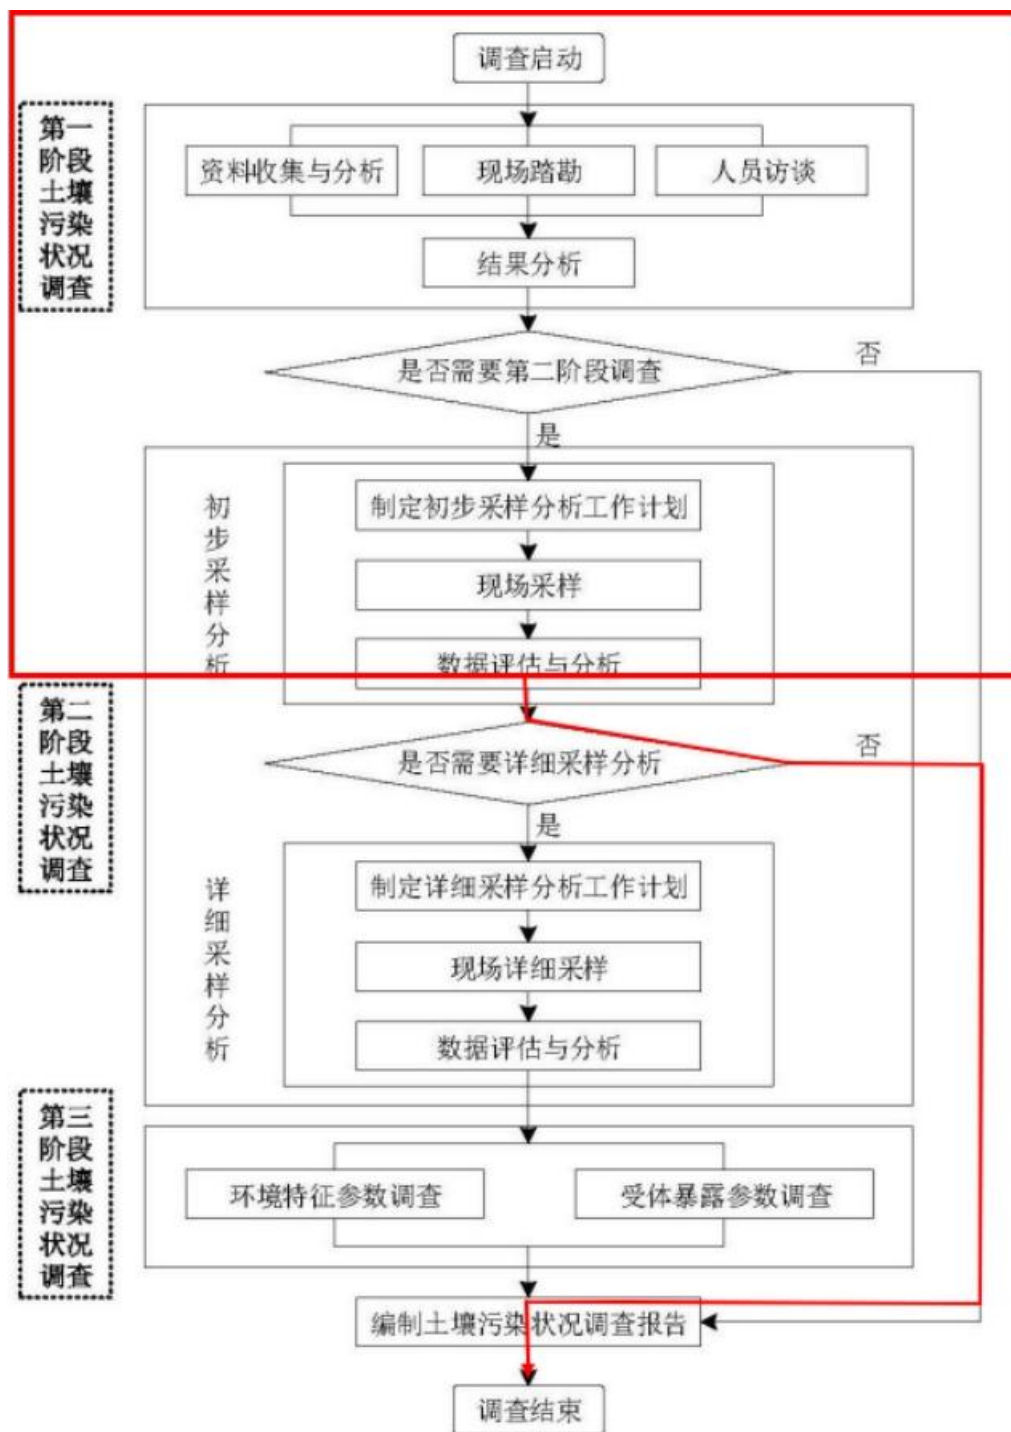 调查启动
第一
阶段
土壤
污染
状况
调查
资料收集与分析
现场踏勘
人员访谈
结果分析
是否需要第二阶段调查
否
是
初
步
采
样
分
析
制定初步采样分析工作计划
现场采样
数据评估与分析
第二
阶段
土壤
污染
状况
调查
是否需要详细采样分析
否
是
详
细
采
样
分
析
制定详细采样分析工作计划
现场详细采样
数据评估与分析
第三
阶段
土壤
污染
状况
调查
环境特征参数调查
受体暴露参数调查
编制土壤污染状况调查报告
调查结束